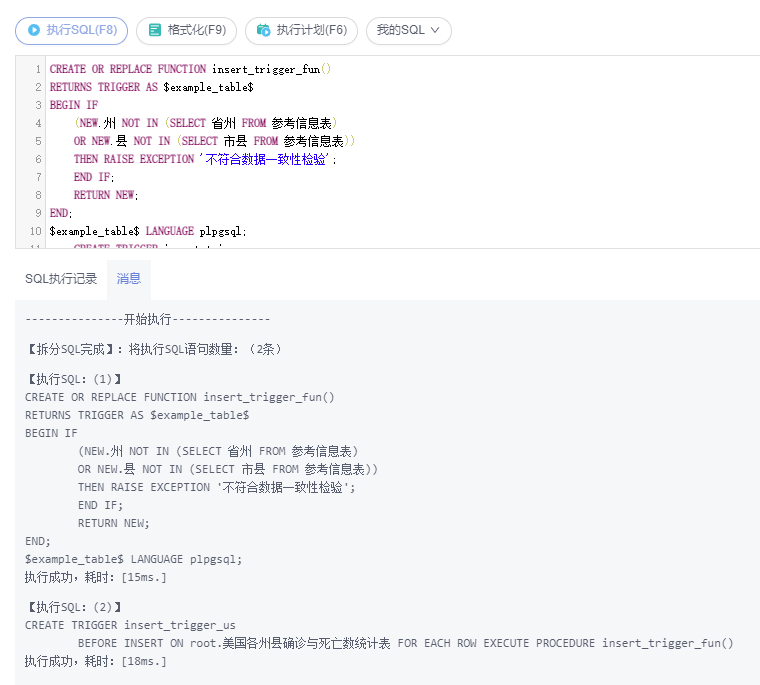 执行SQL(F8) 格式化(F9) 执行计划(F6) 我的SQL
1 CREATE OR REPLACE FUNCTION insert_trigger_fun()
2 RETURNS TRIGGER AS $example_table$
3 BEGIN IF
4 (NEW.州 NOT IN (SELECT 省州 FROM 参考信息表)
5 OR NEW.县 NOT IN (SELECT 市县 FROM 参考信息表))
6 THEN RAISE EXCEPTION '不符合数据一致性检验';
7 END IF;
8 RETURN NEW;
9 END;
10 $example_table$ LANGUAGE plpgsql;
11 CREATE TRIGGER
SQL执行记录 消息
---------------开始执行---------------
【拆分SQL完成】：将执行SQL语句数量：（2条）
【执行SQL：(1)】
CREATE OR REPLACE FUNCTION insert_trigger_fun()
RETURNS TRIGGER AS $example_table$
BEGIN IF
(NEW.州 NOT IN (SELECT 省州 FROM 参考信息表)
OR NEW.县 NOT IN (SELECT 市县 FROM 参考信息表))
THEN RAISE EXCEPTION '不符合数据一致性检验';
END IF;
RETURN NEW;
END;
$example_table$ LANGUAGE plpgsql;
执行成功，耗时：[15ms.]
【执行SQL：(2)】
CREATE TRIGGER insert_trigger_us
BEFORE INSERT ON root.美国各州县确诊与死亡数统计表 FOR EACH ROW EXECUTE PROCEDURE insert_trigger_fun()
执行成功，耗时：[18ms.]